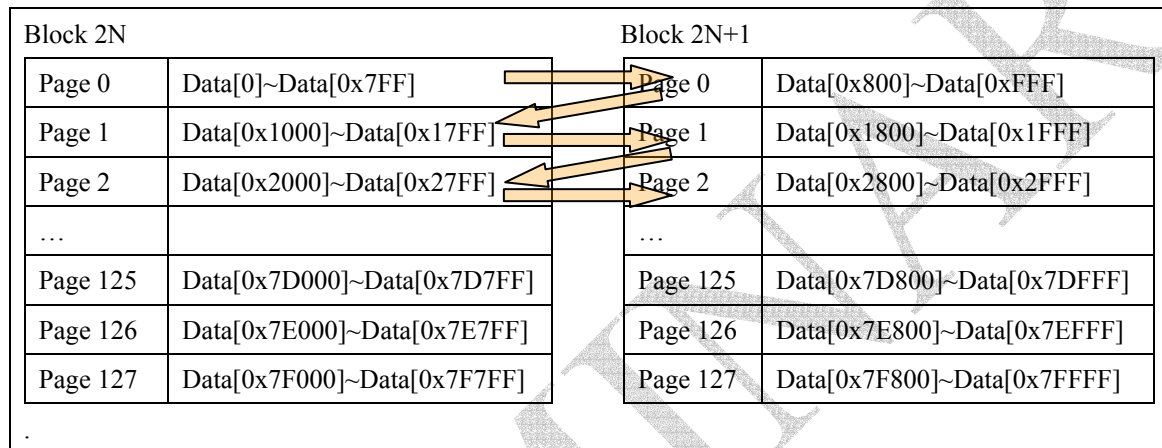 Block 2N Block 2N+1
Page 0 Data[0]~Data[0x7FF] Page 0 Data[0x800]~Data[0xFFF]
Page 1 Data[0x1000]~Data[0x17FF] Page 1 Data[0x1800]~Data[0x1FFF]
Page 2 Data[0x2000]~Data[0x27FF] Page 2 Data[0x2800]~Data[0x2FFF]
… …
Page 125 Data[0x7D000]~Data[0x7D7FF] Page 125 Data[0x7D800]~Data[0x7DFFF]
Page 126 Data[0x7E000]~Data[0x7E7FF] Page 126 Data[0x7E800]~Data[0x7EFFF]
Page 127 Data[0x7F000]~Data[0x7F7FF] Page 127 Data[0x7F800]~Data[0x7FFFF]
.